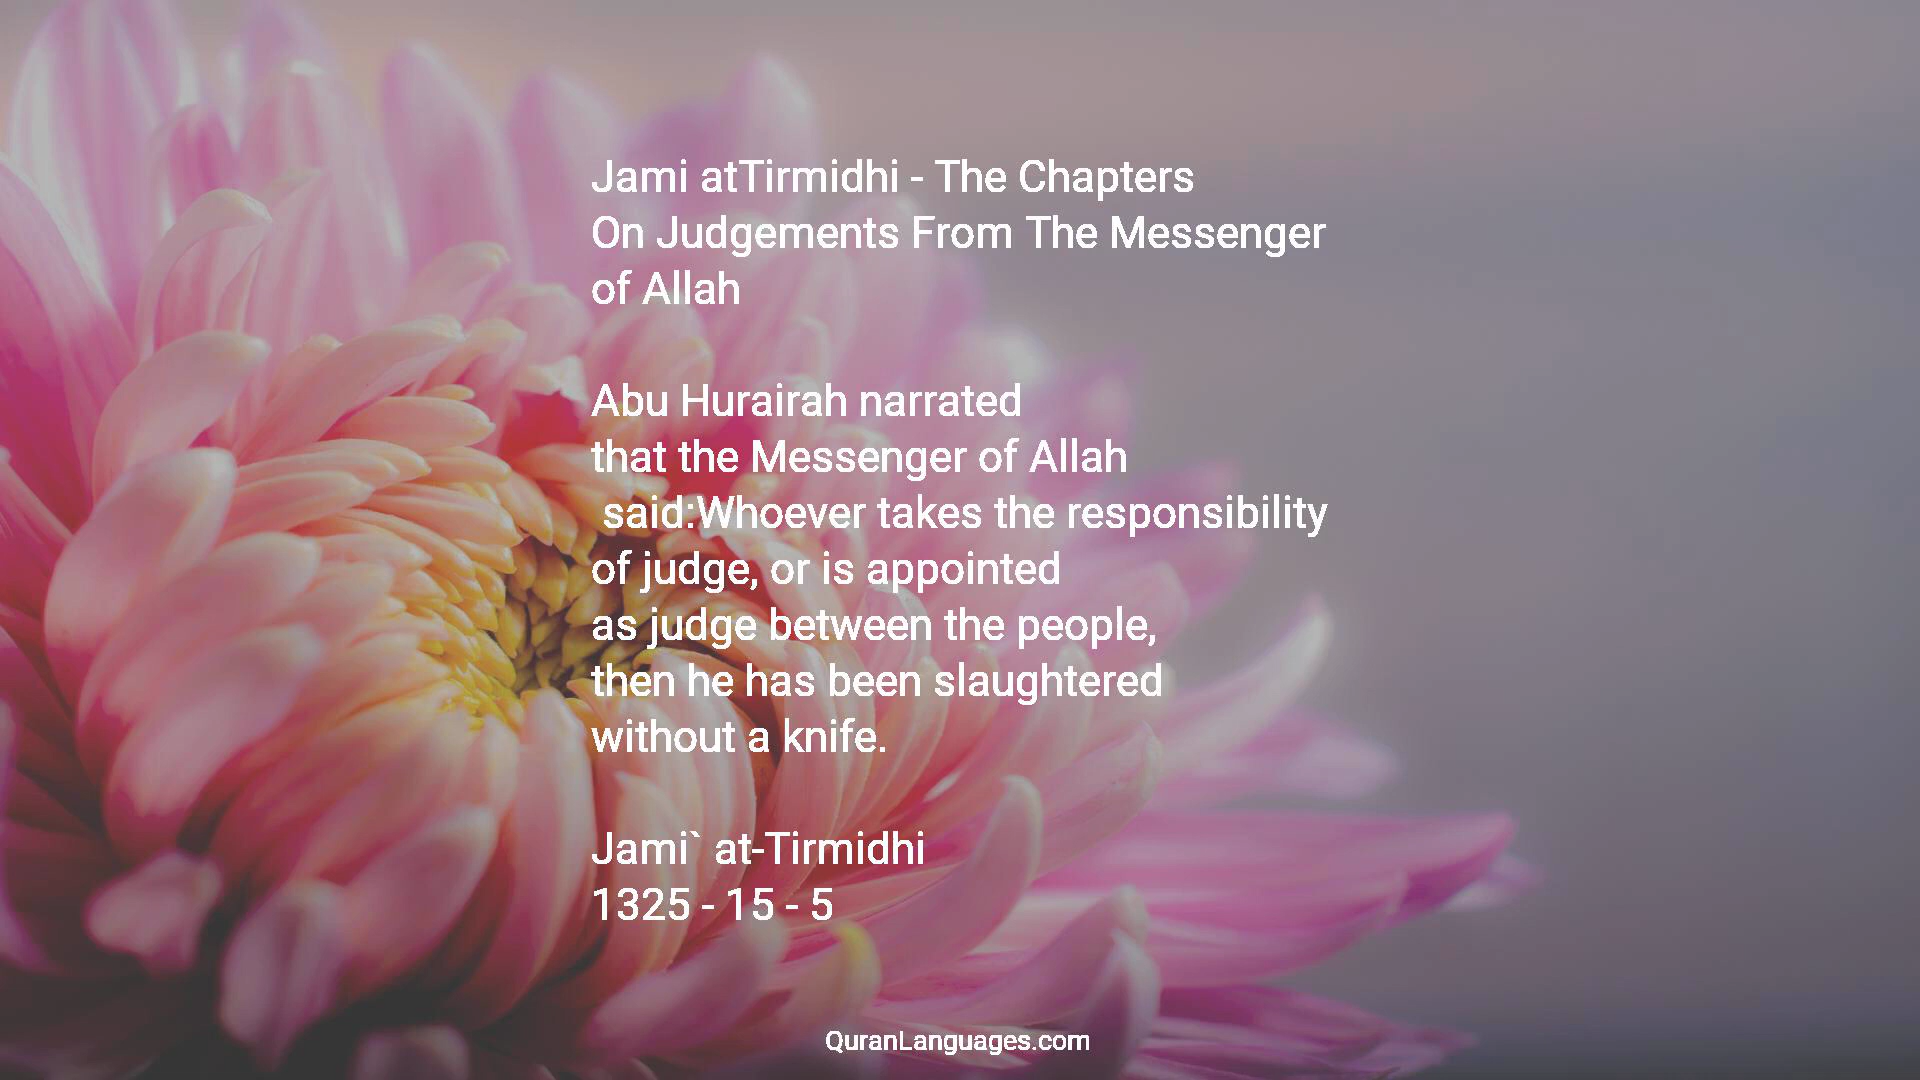 Jami atTirmidhi - The Chapters
On Judgements From The Messenger
of Allah
Abu Hurairah narrated
that the Messenger of Allah
said:Whoever takes the responsibility
of judge, or is appointed
as judge between the people,
then he has been slaughtered
without a knife.
Jami` at-Tirmidhi
1325 - 15 - 5
QuranLanguages.com